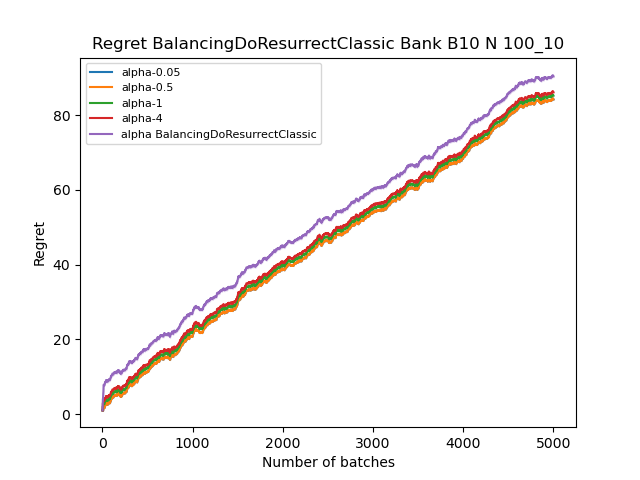 Regret BalancingDoResurrectClassic Bank B10 N 100_10
alpha-0.05
alpha-0.5
alpha-1
alpha-4
alpha BalancingDoResurrectClassic
80
60
40
20
0
Regret
0 1000 2000 3000 4000 5000
Number of batches